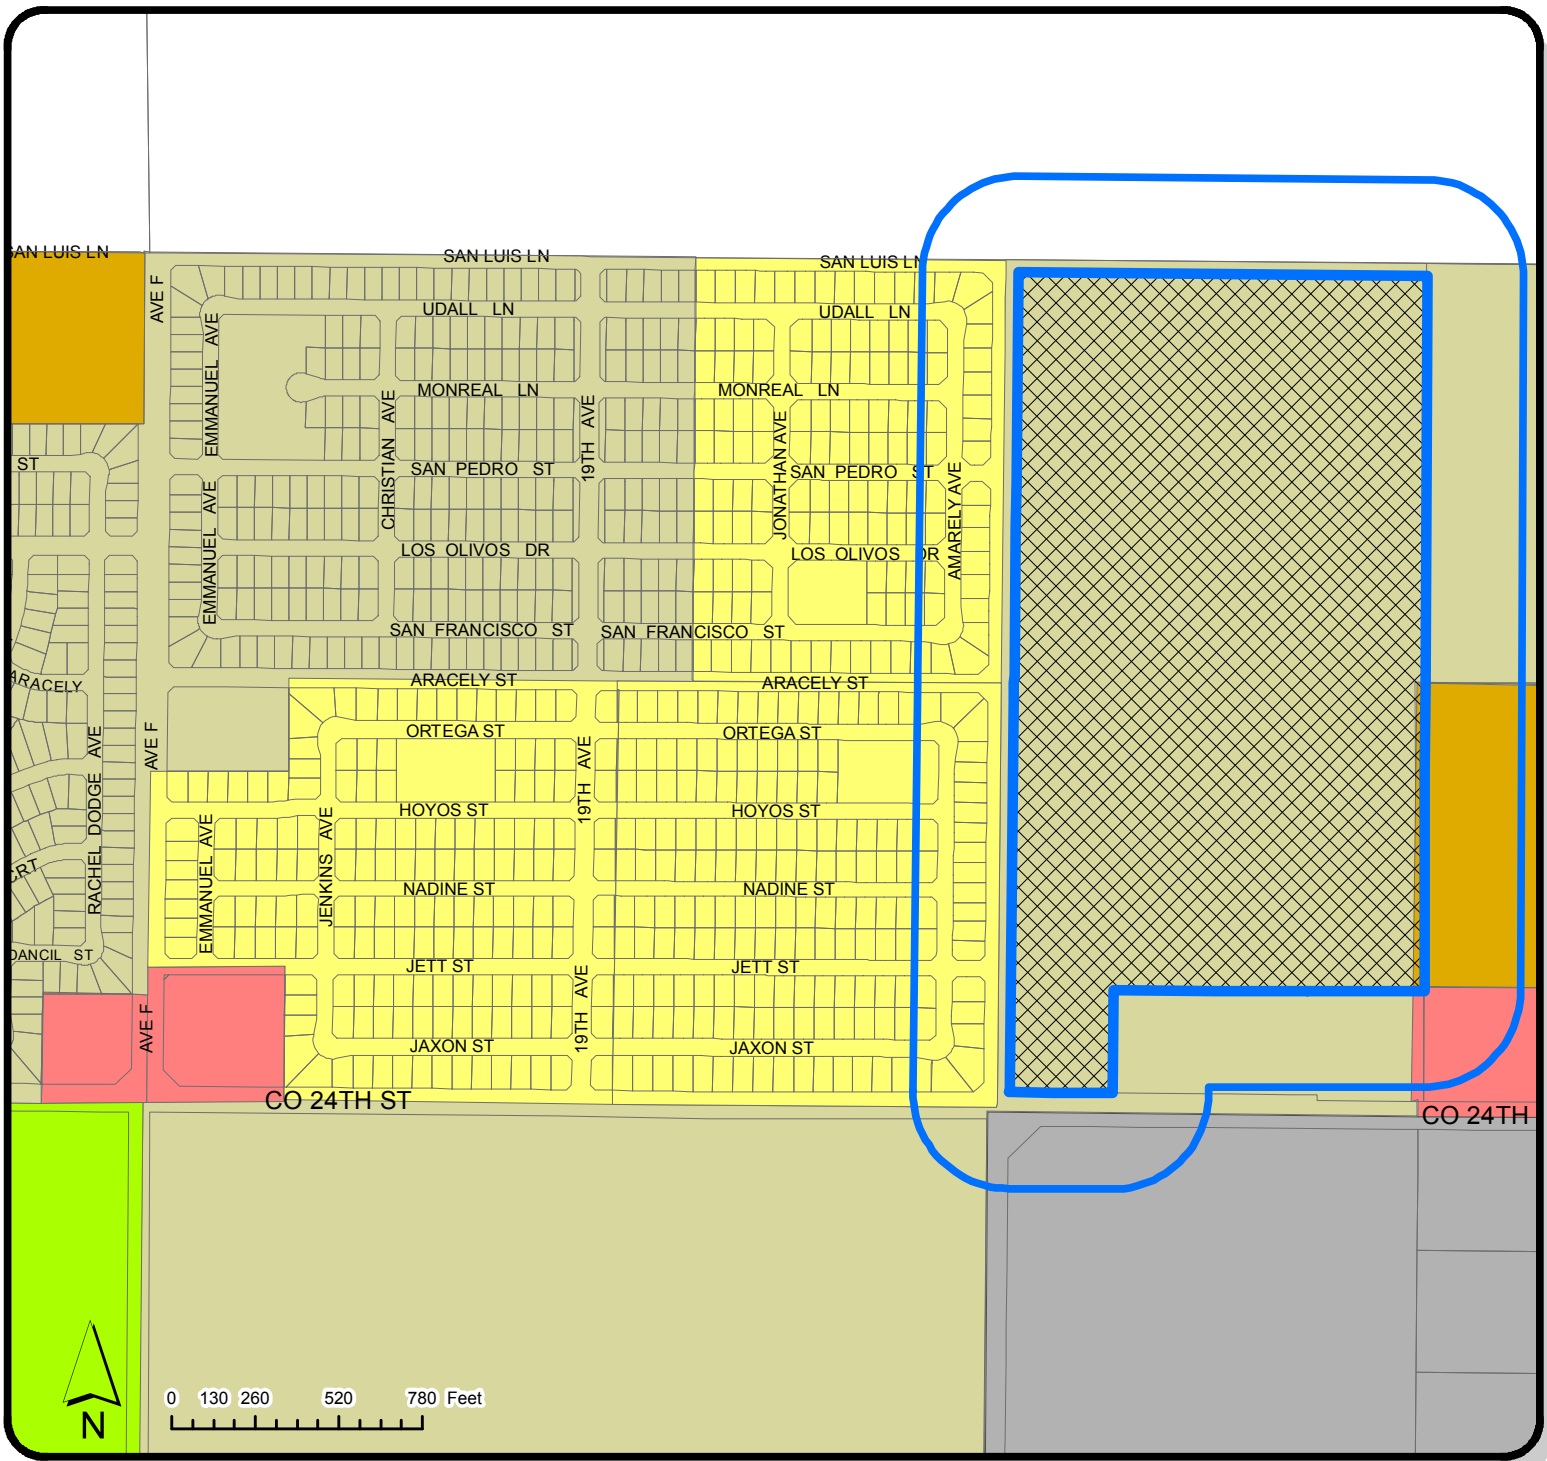 SAN LUIS LN
SAN LUIS LN
SAN LUIS LN
AVE F
UDALL LN
UDALL LN
EMMANUEL AVE
MONREAL LN
MONREAL LN
CHRISTIAN AVE
19TH AVE
JONATHAN AVE
ST
SAN PEDRO ST
SAN PEDRO ST
AMARELY AVE
EMMANUEL AVE
LOS OLIVOS DR
LOS OLIVOS DR
SAN FRANCISCO ST
SAN FRANCISCO ST
ARACELY
ARACELY ST
ARACELY ST
AVE F
RACHEL DODGE AVE
ORTEGA ST
ORTEGA ST
19TH AVE
HOYOS ST
HOYOS ST
EMMANUEL AVE
JENKINS AVE
CRT
NADINE ST
NADINE ST
DANCIL ST
JETT ST
JETT ST
AVE F
19TH AVE
JAXON ST
JAXON ST
CO 24TH ST
CO 24TH
0 130 260 520 780 Feet
N